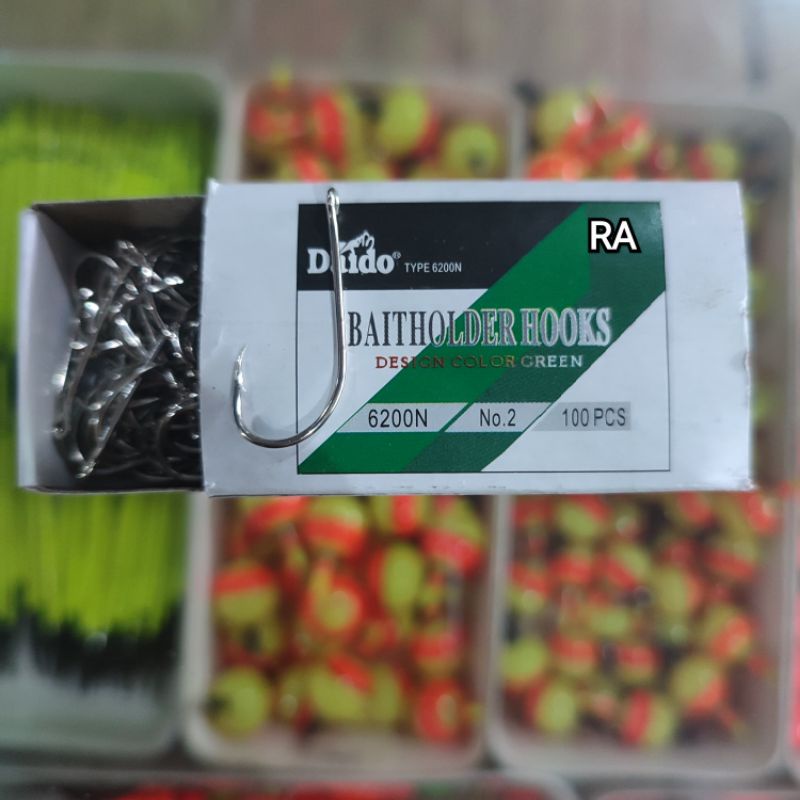 RA
Daido® TYPE 6200N
BAITHOLDER HOOKS
DESIGN COLOR GREEN
6200N No.2 100 PCS